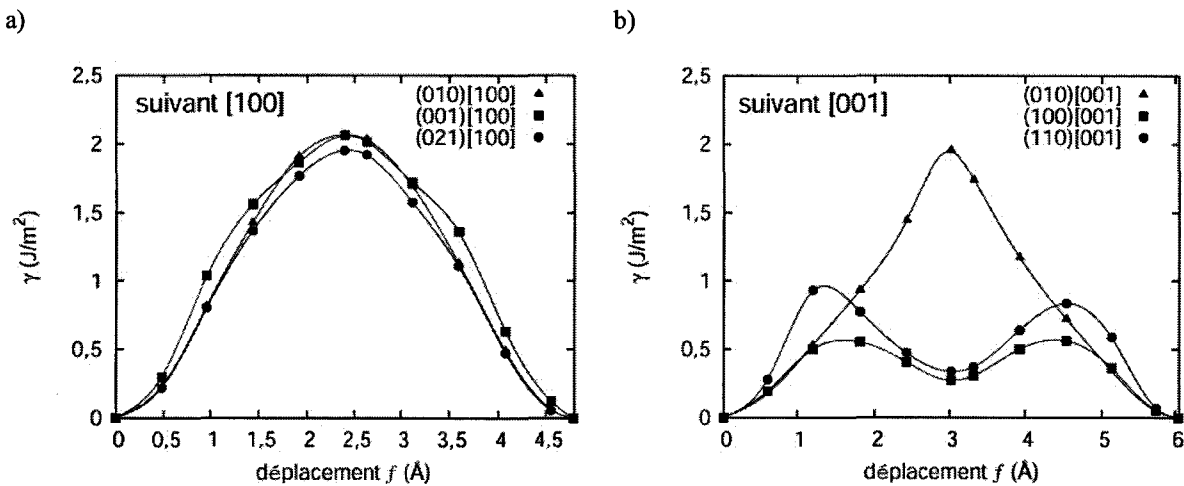 a)
b)
suivant [100]
(010)[100]
(001)[100]
(021)[100]
γ (J/m²)
2,5
2
1,5
1
0,5
0
0 0,5 1 1,5 2 2,5 3 3,5 4 4,5
déplacement f (Å)
suivant [001]
(010)[001]
(100)[001]
(110)[001]
γ (J/m²)
2,5
2
1,5
1
0,5
0
0 1 2 3 4 5 6
déplacement f (Å)